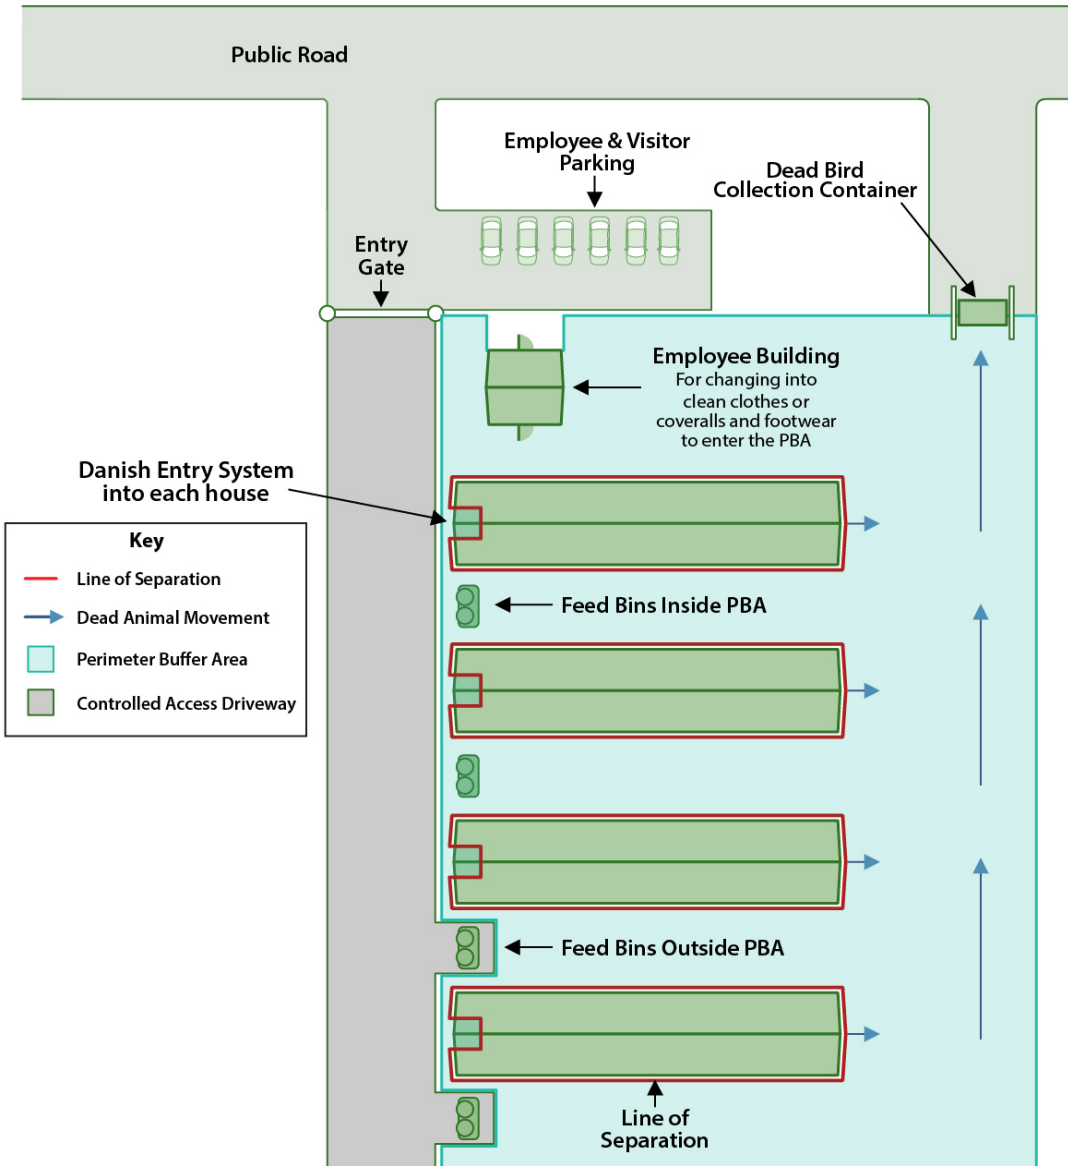 Public Road
Employee & Visitor
Parking
Dead Bird
Collection Container
Entry
Gate
Employee Building
For changing into
clean clothes or
coveralls and footwear
to enter the PBA
Danish Entry System
into each house
Key
Line of Separation
Dead Animal Movement
Perimeter Buffer Area
Controlled Access Driveway
Feed Bins Inside PBA
Feed Bins Outside PBA
Line of
Separation